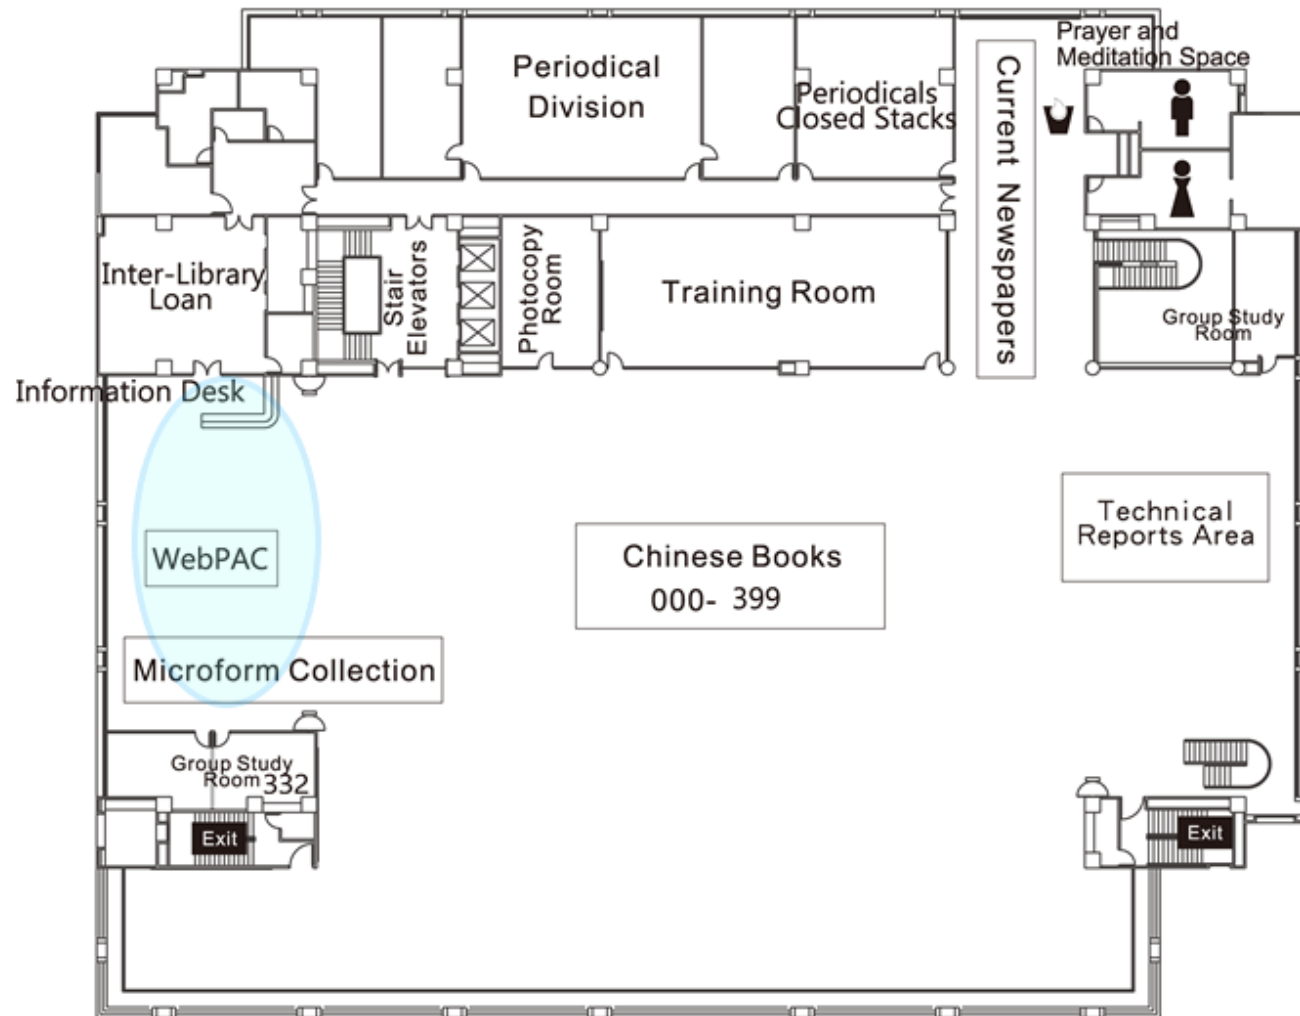 Prayer and
Meditation Space
Periodical
Division
Periodicals
Closed Stacks
Current Newspapers
Inter-Library
Loan
Stair
Elevators
Photocopy
Room
Training Room
Group Study
Room
Information Desk
WebPAC
Chinese Books
000- 399
Technical
Reports Area
Microform Collection
Group Study
Room 332
Exit
Exit